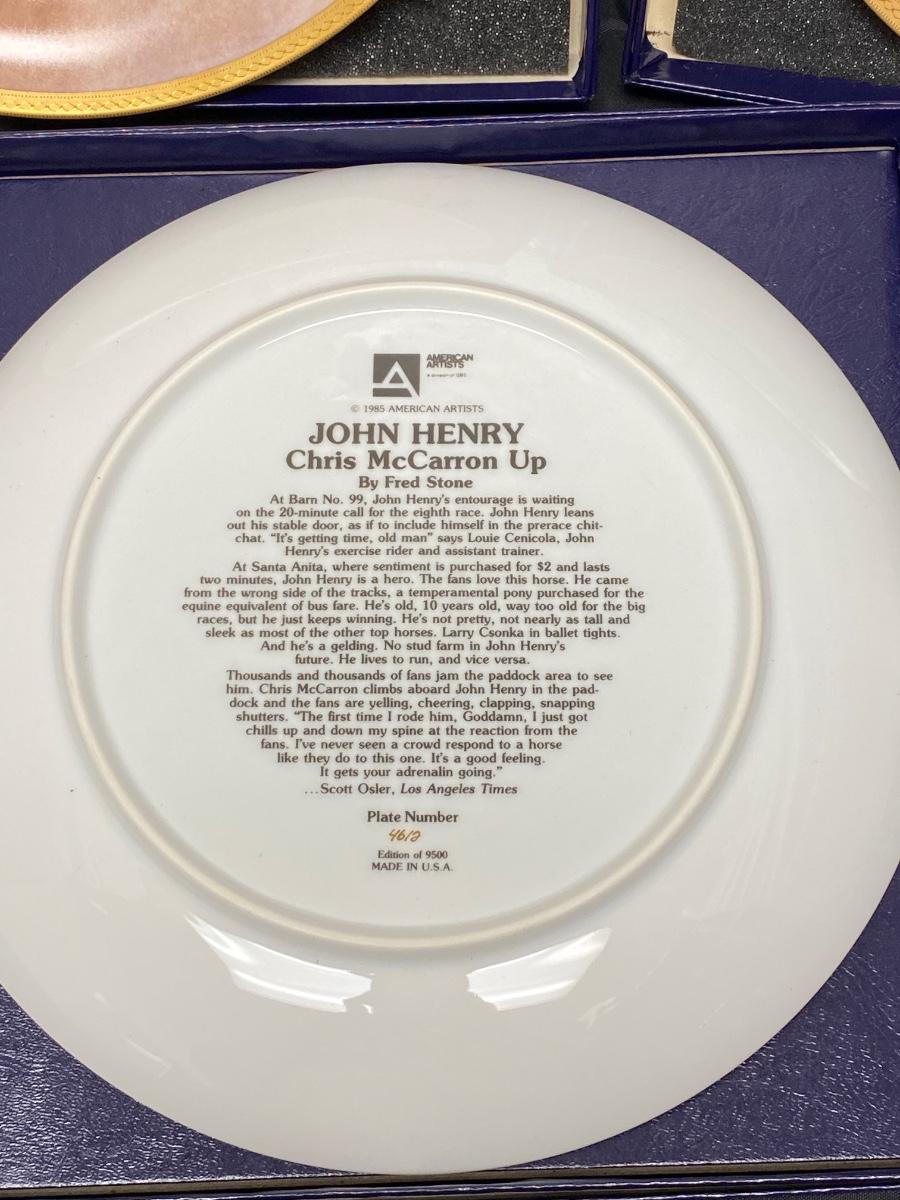 AMERICAN
ARTISTS
© 1985 AMERICAN ARTISTS
JOHN HENRY
Chris McCarron Up
By Fred Stone
At Barn No. 99, John Henry's entourage is waiting
on the 20-minute call for the eighth race. John Henry leans
out his stable door, as if to include himself in the prerace chit-
chat. “It's getting time, old man” says Louie Cenicola, John
Henry's exercise rider and assistant trainer.
At Santa Anita, where sentiment is purchased for $2 and lasts
two minutes, John Henry is a hero. The fans love this horse. He came
from the wrong side of the tracks, a temperamental pony purchased for the
equine equivalent of bus fare. He's old, 10 years old, way too old for the big
races, but he just keeps winning. He's not pretty, not nearly as tall and
sleek as most of the other top horses. Larry Csonka in ballet tights.
And he's a gelding. No stud farm in John Henry's
future. He lives to run, and vice versa.
Thousands and thousands of fans jam the paddock area to see
him. Chris McCarron climbs aboard John Henry in the pad-
dock and the fans are yelling, cheering, clapping, snapping
shutters. “The first time I rode him, Goddamn, I just got
chills up and down my spine at the reaction from the
fans. I've never seen a crowd respond to a horse
like they do to this one. It's a good feeling.
It gets your adrenalin going.”
...Scott Osler, Los Angeles Times
Plate Number
4612
Edition of 9500
MADE IN U.S.A.